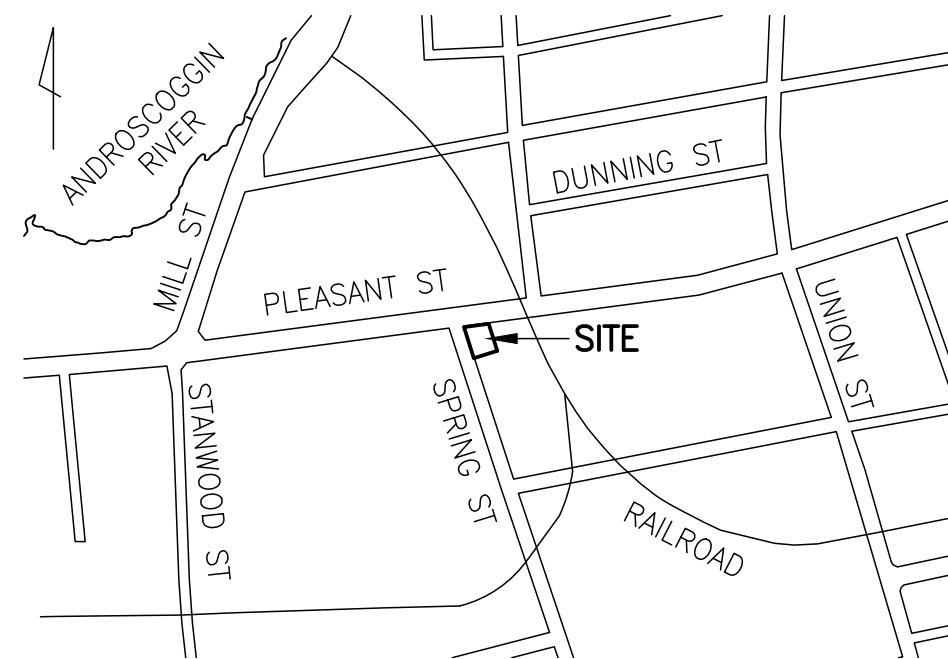 ANDROSCOGGIN
RIVER
DUNNING ST
MILL ST
PLEASANT ST
UNION ST
SITE
STANWOOD ST
SPRING ST
RAILROAD